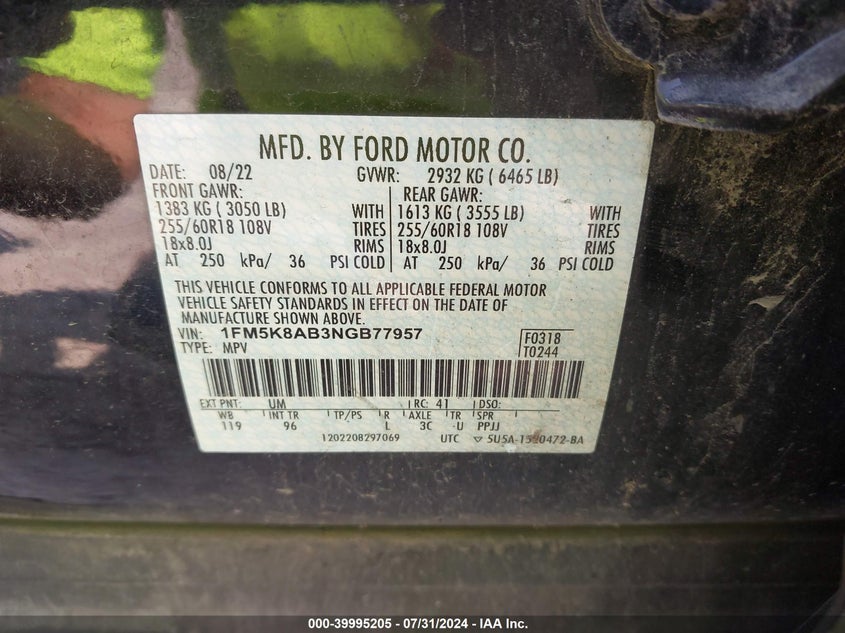 MFD. BY FORD MOTOR CO.
DATE: 08/22 GVWR: 2932 KG ( 6465 LB)
FRONT GAWR: REAR GAWR:
1383 KG ( 3050 LB) WITH 1613 KG ( 3555 LB) WITH
255/60R18 108V TIRES 255/60R18 108V TIRES
18x8.0J RIMS 18x8.0J RIMS
AT 250 kPa/ 36 PSI COLD AT 250 kPa/ 36 PSI COLD
THIS VEHICLE CONFORMS TO ALL APPLICABLE FEDERAL MOTOR
VEHICLE SAFETY STANDARDS IN EFFECT ON THE DATE OF
MANUFACTURE SHOWN ABOVE.
VIN: 1FM5K8AB3NGB77957 F0318
TYPE: MPV T0244
EXT PNT: UM RC: 41 DSO:
WB INT TR TP/PS R AXLE TR SPR
119 96 L 3C U PPJJ
1202208297069 UTC ▽ 5U5A-1520472-BA
000-39995205 - 07/31/2024 - IAA Inc.